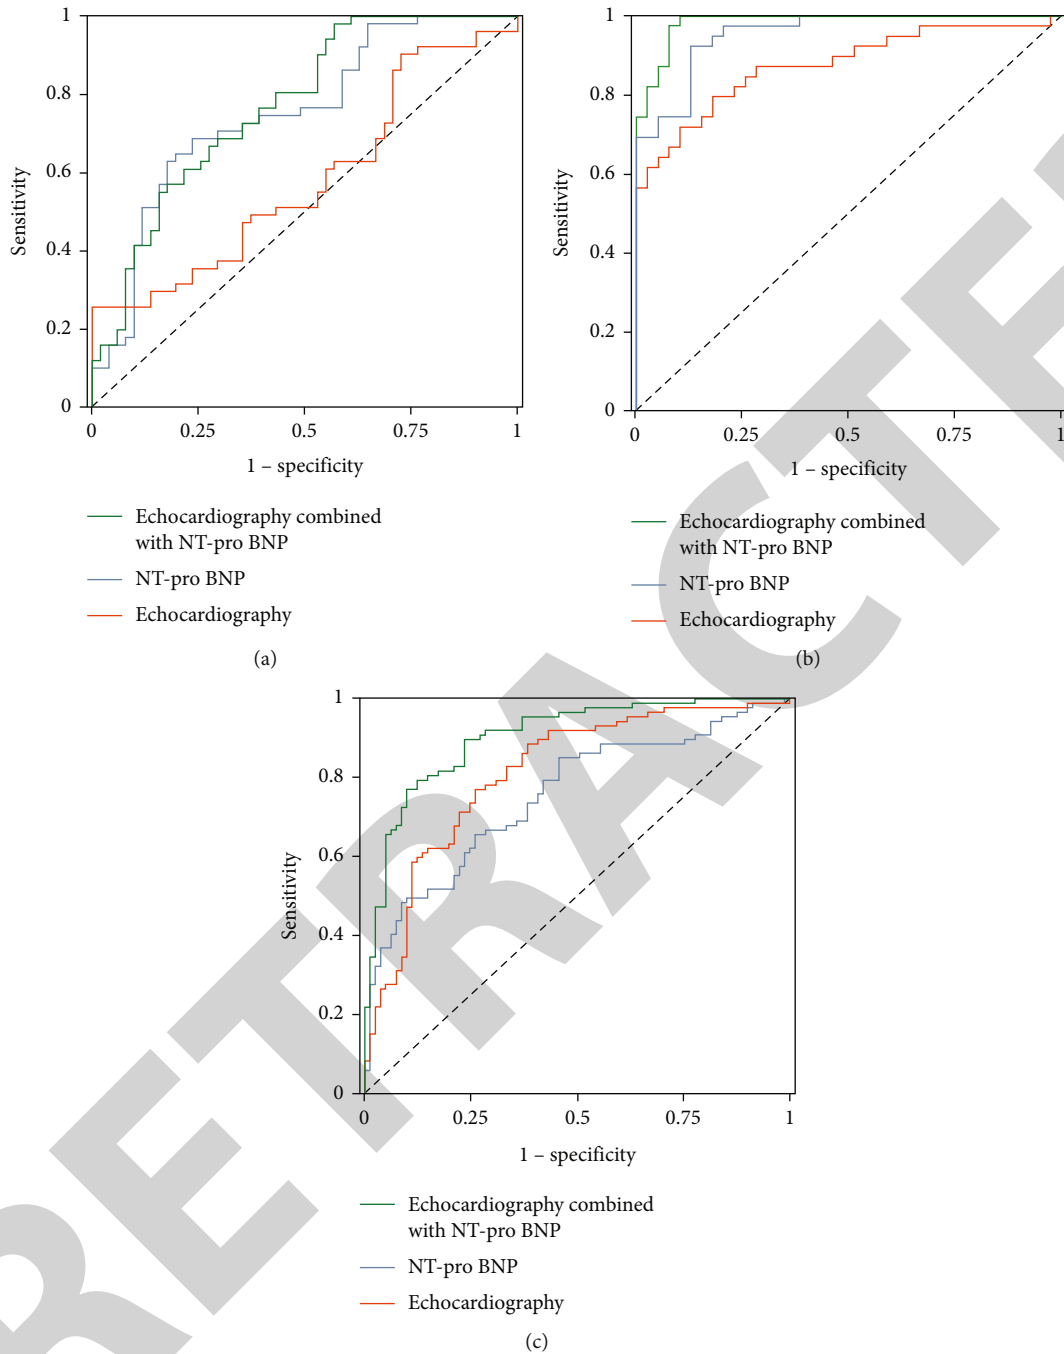 1
0.8
0.6
0.4
0.2
0
Sensitivity
0
0.25
0.5
0.75
1
1 – specificity
Echocardiography combined
with NT-pro BNP
NT-pro BNP
Echocardiography
(a)
1
0.8
0.6
0.4
0.2
0
Sensitivity
0
0.25
0.5
0.75
1
1 – specificity
Echocardiography combined
with NT-pro BNP
NT-pro BNP
Echocardiography
(b)
1
0.8
0.6
0.4
0.2
0
Sensitivity
0
0.25
0.5
0.75
1
1 – specificity
Echocardiography combined
with NT-pro BNP
NT-pro BNP
Echocardiography
(c)
RETRACTE